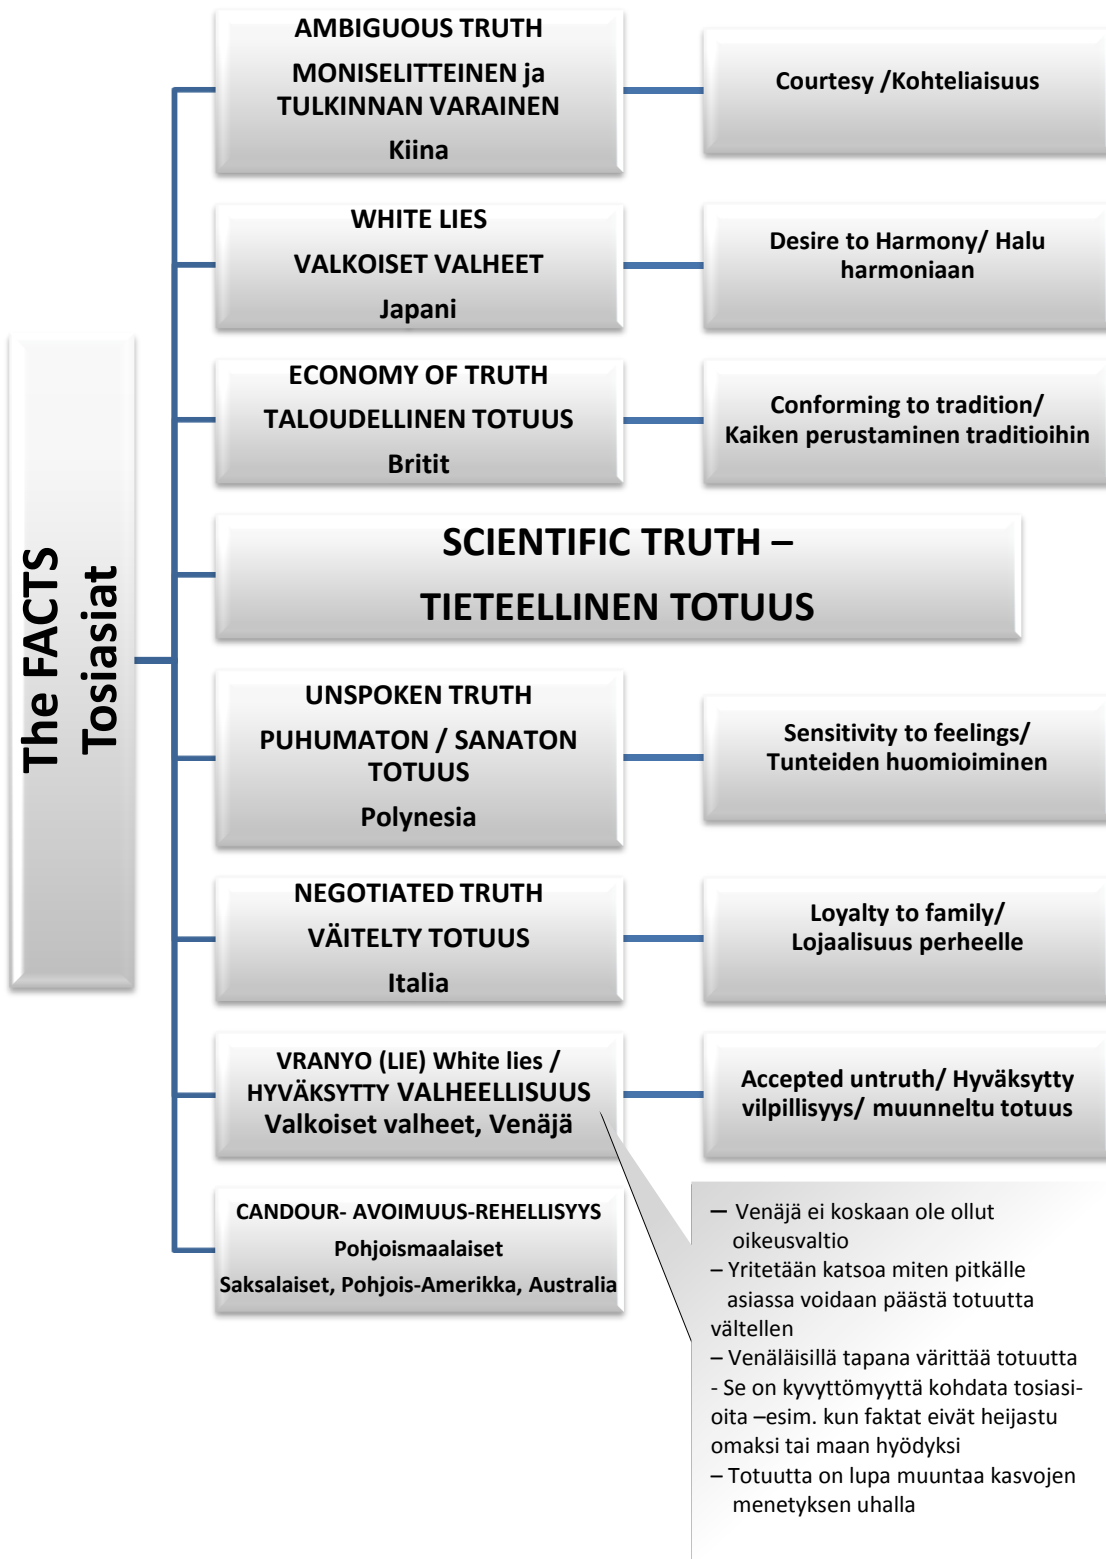 The FACTS
Tosiasiat
AMBIGUOUS TRUTH
MONISELITTEINEN ja
TULKINNAN VARAINEN
Kiina
Courtesy /Kohteliaisuus
WHITE LIES
VALKOISET VALHEET
Japani
Desire to Harmony/ Halu
harmoniaan
ECONOMY OF TRUTH
TALOUDELLINEN TOTUUS
Britit
Conforming to tradition/
Kaiken perustaminen traditioihin
SCIENTIFIC TRUTH –
TIETEELLINEN TOTUUS
UNSPOKEN TRUTH
PUHUMATON / SANATON
TOTUUS
Polynesia
Sensitivity to feelings/
Tunteiden huomioiminen
NEGOTIATED TRUTH
VÄITELTY TOTUUS
Italia
Loyalty to family/
Lojaalisuus perheelle
VRANYO (LIE) White lies /
HYVÄKSYTTY VALHEELLISUUS
Valkoiset valheet, Venäjä
Accepted untruth/ Hyväksytty
vilpillisyys/ muunneltu totuus
CANDOUR- AVOIMUUS-REHELLISYYS
Pohjoismaalaiset
Saksalaiset, Pohjois-Amerikka, Australia
– Venäjä ei koskaan ole ollut
oikeusvaltio
– Yritetään katsoa miten pitkälle
asiassa voidaan päästä totuutta
vältellen
– Venäläisillä tapana värittää totuutta
- Se on kyvyttömyyttä kohdata tosiasi-
oita –esim. kun faktat eivät heijastu
omaksi tai maan hyödyksi
– Totuutta on lupa muuntaa kasvojen
menetyksen uhalla